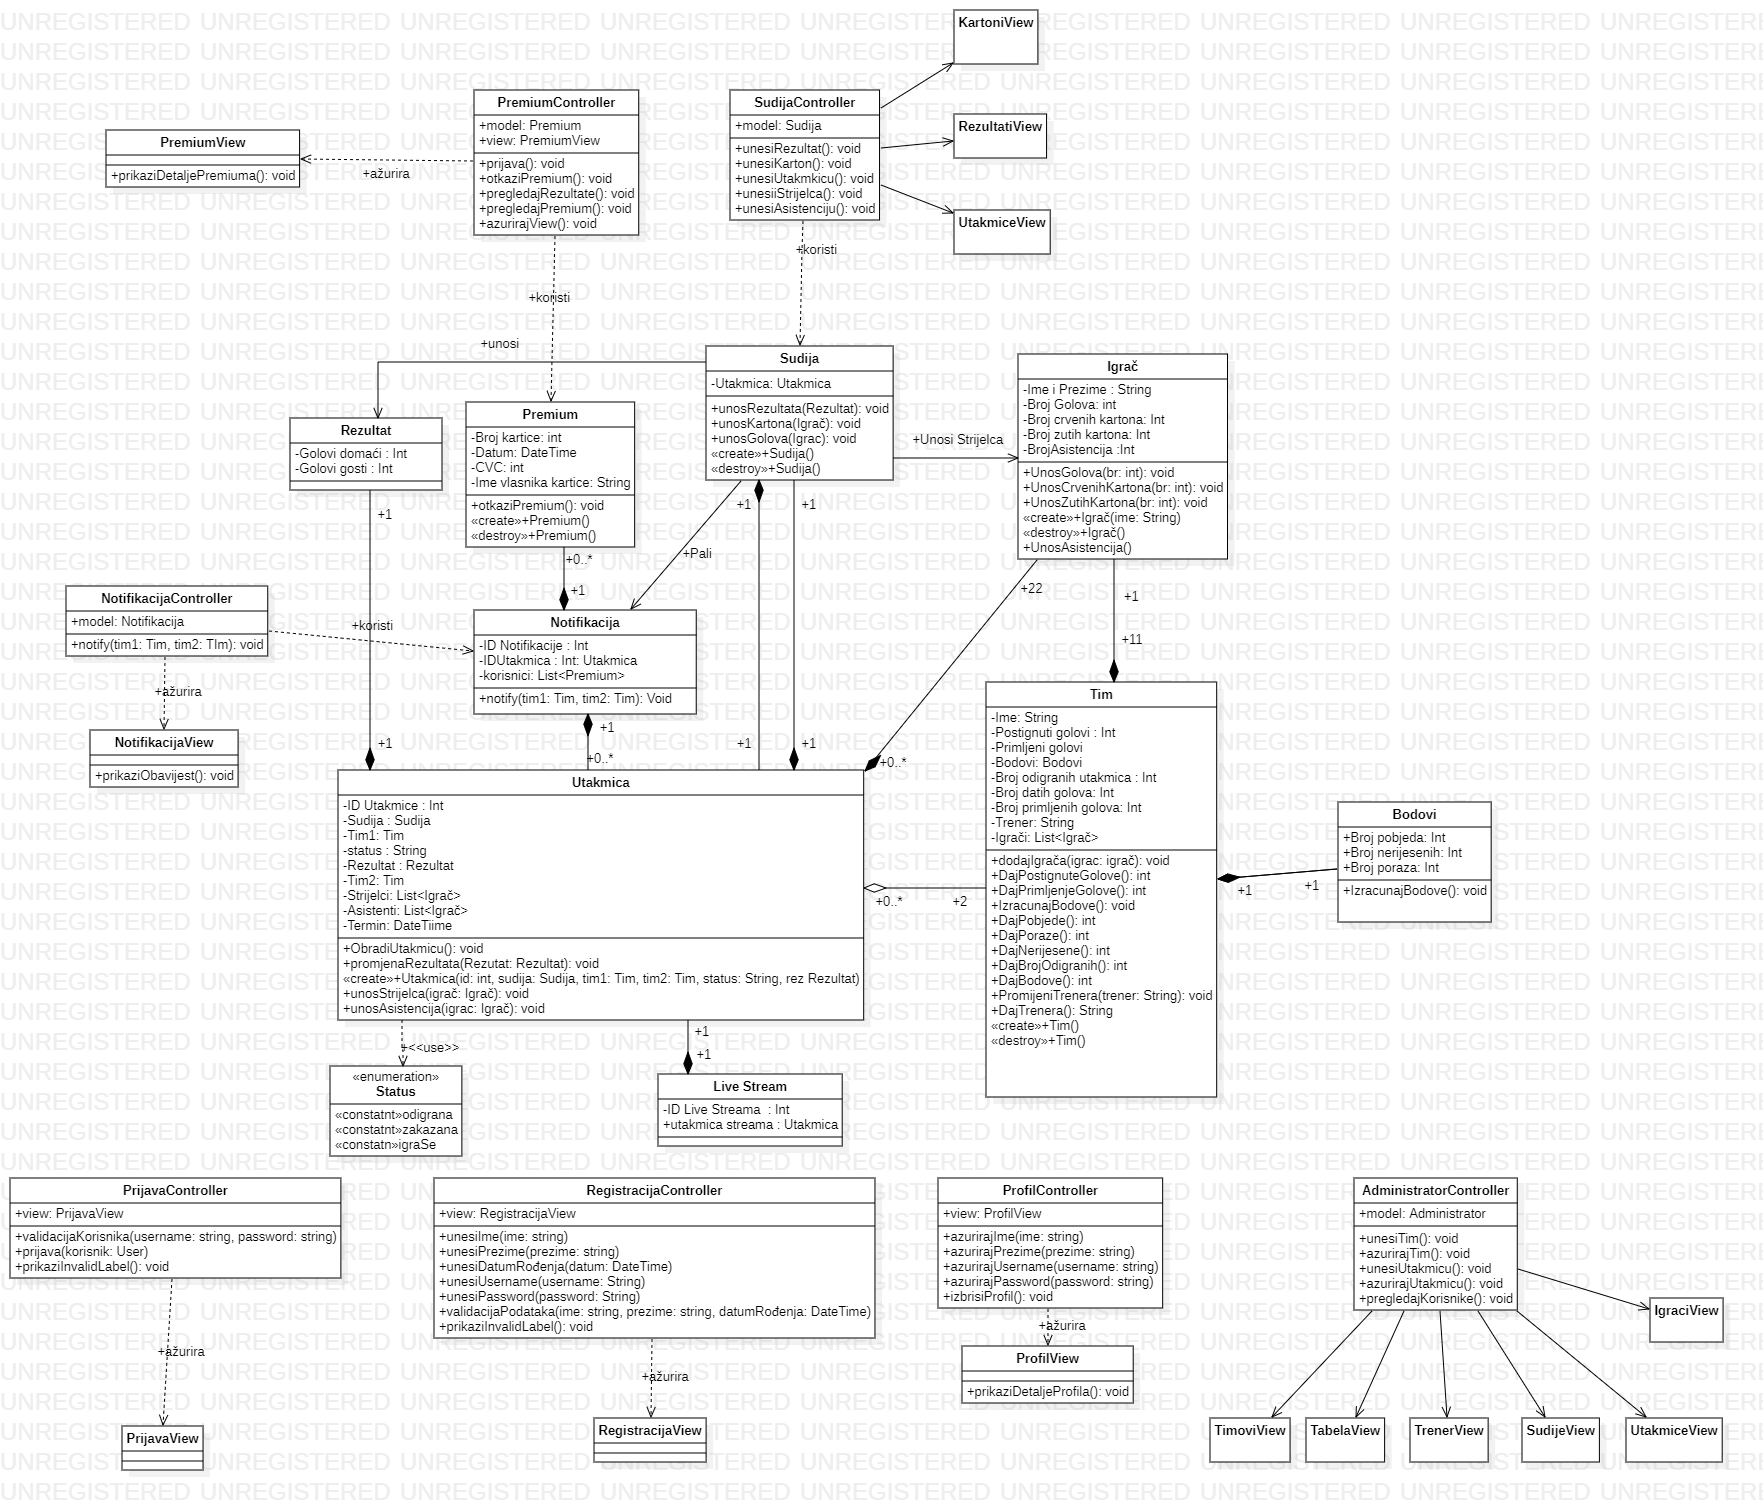 KartoniView
PremiumController
+model: Premium
+view: PremiumView
+prijava(): void
+otkaziPremium(): void
+pregledajRezultate(): void
+pregledajPremium(): void
+azurirajView(): void
SudijaController
+model: Sudija
+unesiRezultat(): void
+unesiKarton(): void
+unesiUtakmkicu(): void
+unesiiStrijelca(): void
+unesiAsistenciju(): void
RezultatiView
PremiumView
+prikaziDetaljePremiuma(): void
+ažurira
UtakmiceView
+koristi
+koristi
+unosi
Sudija
-Utakmica: Utakmica
+unosRezultata(Rezultat): void
+unosKartona(Igrač): void
+unosGolova(Igrac): void
«create»+Sudija()
«destroy»+Sudija()
Igrač
-Ime i Prezime : String
-Broj Golova: int
-Broj crvenih kartona: Int
-Broj zutih kartona: Int
-BrojAsistencija :Int
+UnosGolova(br: int): void
+UnosCrvenihKartona(br: int): void
+UnosZutihKartona(br: int): void
«create»+Igrač(ime: String)
«destroy»+Igrač()
+UnosAsistencija()
+Unosi Strijelca
Rezultat
-Golovi domaći : Int
-Golovi gosti : Int
Premium
-Broj kartice: int
-Datum: DateTime
-CVC: int
-Ime vlasnika kartice: String
+otkaziPremium(): void
«create»+Premium()
«destroy»+Premium()
+1
+1
+1
+Pali
+0..*
+1
+22
+1
+11
NotifikacijaController
+model: Notifikacija
+notify(tim1: Tim, tim2: TIm): void
+koristi
Notifikacija
-ID Notifikacije : Int
-IDUtakmica : Int: Utakmica
-korisnici: List<Premium>
+notify(tim1: Tim, tim2: Tim): Void
+ažurira
NotifikacijaView
+prikaziObavijest(): void
+1
+1
+0..*
+1
+1
+0..*
Tim
-Ime: String
-Postignuti golovi : Int
-Primljeni golovi
-Bodovi: Bodovi
-Broj odigranih utakmica : Int
-Broj datih golova: Int
-Broj primljenih golova: Int
-Trener: String
-Igrači: List<Igrač>
+dodajIgrača(igrac: igrač): void
+DajPostignuteGolove(): int
+DajPrimljenjeGolove(): int
+IzracunajBodove(): void
+DajPobjede(): int
+DajPoraze(): int
+DajNerijesene(): int
+DajBrojOdigranih(): int
+DajBodove(): int
+PromijeniTrenera(trener: String): void
+DajTrenera(): String
«create»+Tim()
«destroy»+Tim()
Utakmica
-ID Utakmice : Int
-Sudija : Sudija
-Tim1: Tim
-status : String
-Rezultat : Rezultat
-Tim2: Tim
-Strijelci: List<Igrač>
-Asistenti: List<Igrač>
-Termin: DateTiime
+ObradiUtakmicu(): void
+promjenaRezultata(Rezutat: Rezultat): void
«create»+Utakmica(id: int, sudija: Sudija, tim1: Tim, tim2: Tim, status: String, rez Rezultat)
+unosStrijelca(igrač: Igrač): void
+unosAsistencija(igrac: Igrač): void
+0..*
+2
+1
+1
Bodovi
+Broj pobjeda: Int
+Broj nerijesenih: Int
+Broj poraza: Int
+IzracunajBodove(): void
+<<use>>
+1
+1
«enumeration»
Status
«constatnt»odigrana
«constatnt»zakazana
«constatn»igraSe
Live Stream
-ID Live Streama : Int
+utakmica streama : Utakmica
PrijavaController
+view: PrijavaView
+validacijaKorisnika(username: string, password: string)
+prijava(korisnik: User)
+prikaziInvalidLabel(): void
RegistracijaController
+view: RegistracijaView
+unesiIme(ime: string)
+unesiPrezime(prezime: string)
+unesiDatumRođenja(datum: DateTime)
+unesiUsername(username: String)
+unesiPassword(password: String)
+validacijaPodataka(ime: string, prezime: string, datumRođenja: DateTime)
+prikaziInvalidLabel(): void
ProfilController
+view: ProfilView
+azurirajIme(ime: string)
+azurirajPrezime(prezime: string)
+azurirajUsername(username: string)
+azurirajPassword(password: string)
+izbrisiProfil(): void
AdministratorController
+model: Administrator
+unesiTim(): void
+azurirajTim(): void
+unesiUtakmicu(): void
+azurirajUtakmicu(): void
+pregledajKorisnike(): void
IgraciView
+ažurira
+ažurira
+ažurira
ProfilView
+prikaziDetaljeProfila(): void
PrijavaView
RegistracijaView
TimoviView
TabelaView
TrenerView
SudijeView
UtakmiceView